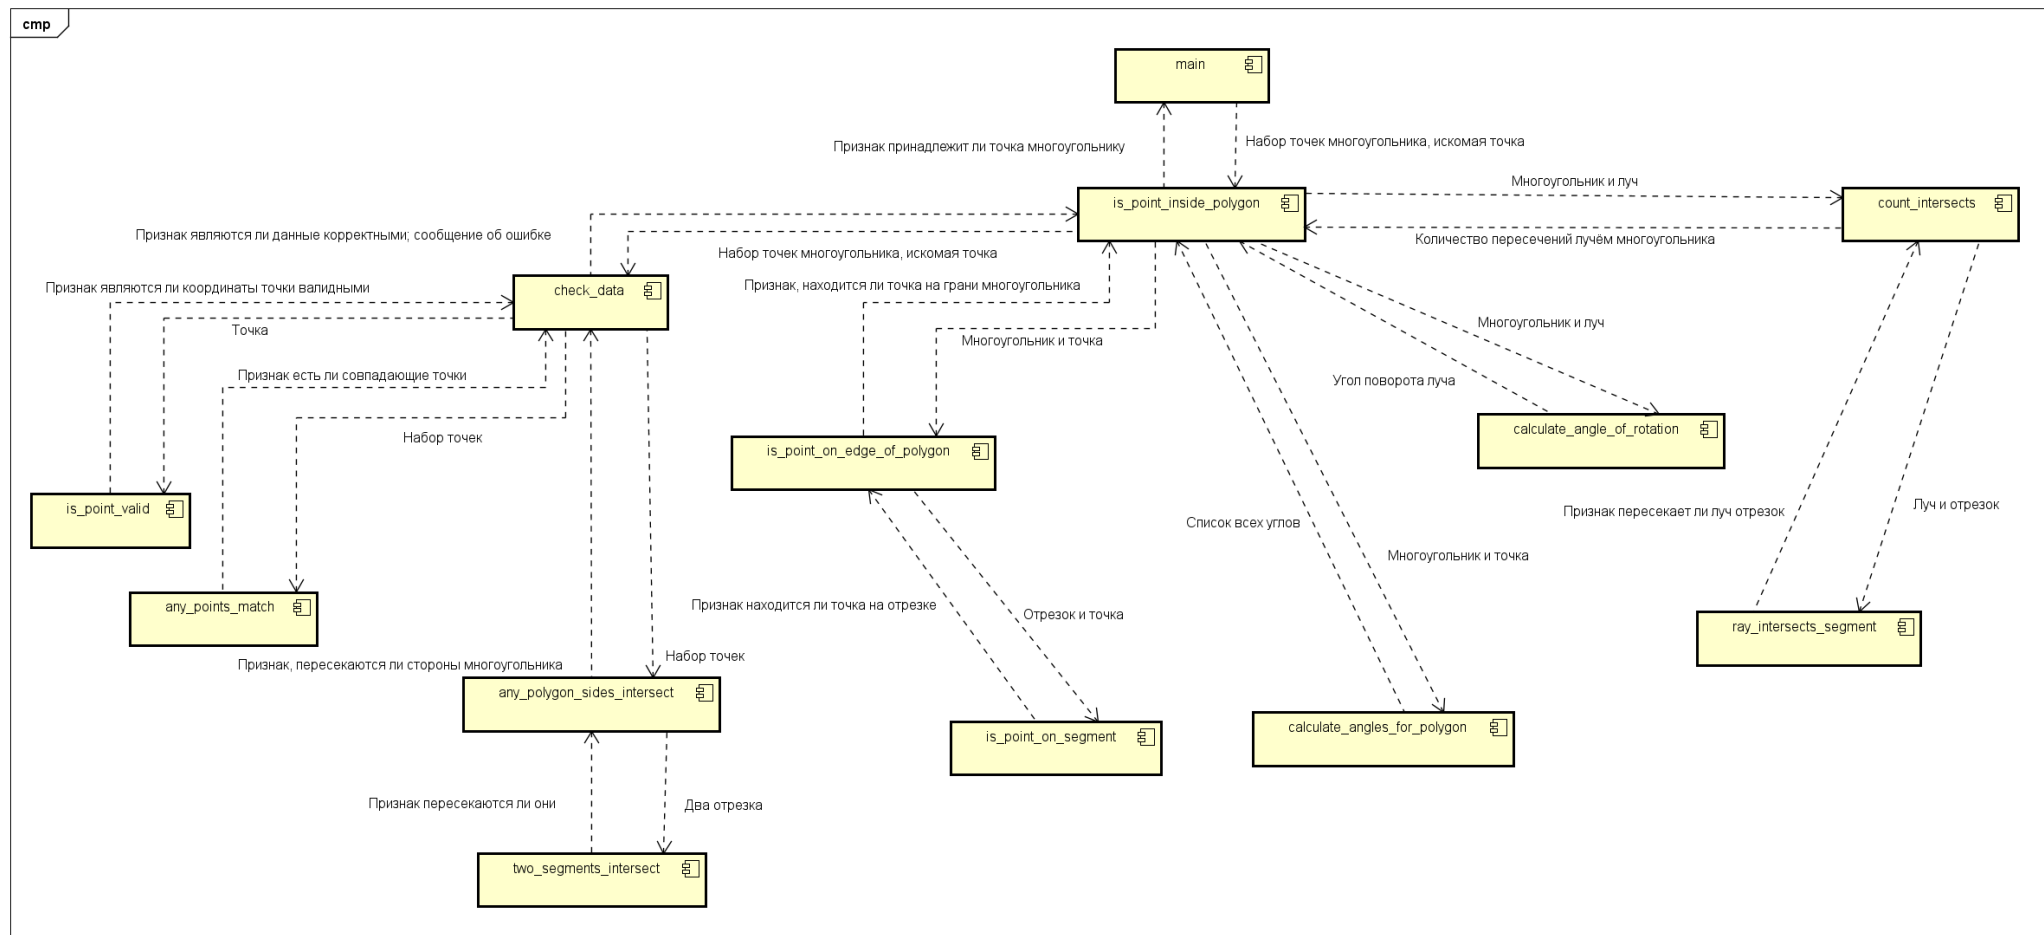 cmp
main
Признак принадлежит ли точка многоугольнику
Набор точек многоугольника, искомая точка
Многоугольник и луч
is_point_inside_polygon
count_intersects
Признак являются ли данные корректными; сообщение об ошибке
Количество пересечений лучём многоугольника
Набор точек многоугольника, искомая точка
Признак являются ли координаты точки валидными
check_data
Признак, находится ли точка на грани многоугольника
Точка
Многоугольник и луч
Многоугольник и точка
Признак есть ли совпадающие точки
Угол поворота луча
Набор точек
calculate_angle_of_rotation
is_point_on_edge_of_polygon
is_point_valid
Луч и отрезок
Признак пересекает ли луч отрезок
Список всех углов
Многоугольник и точка
any_points_match
Признак находится ли точка на отрезке
Отрезок и точка
ray_intersects_segment
Признак, пересекаются ли стороны многоугольника
Набор точек
any_polygon_sides_intersect
is_point_on_segment
calculate_angles_for_polygon
Признак пересекаются ли они
Два отрезка
two_segments_intersect